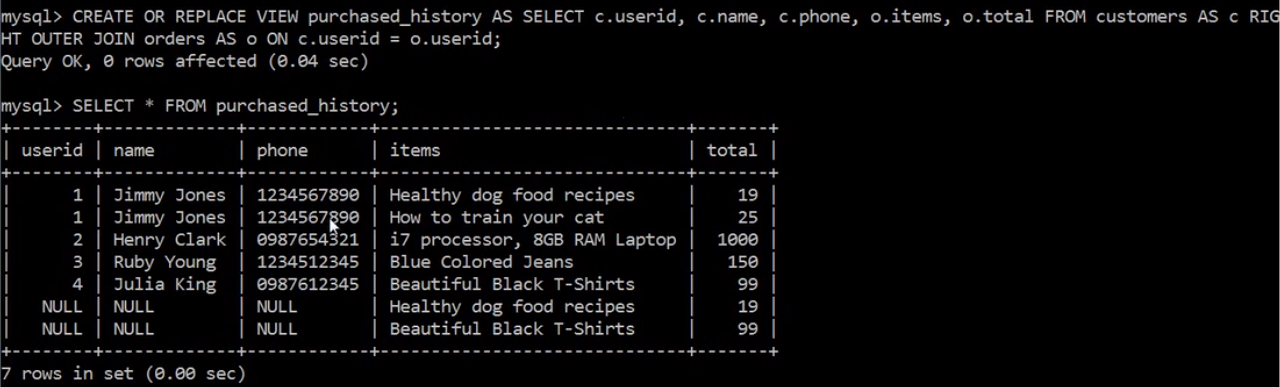 mysql> CREATE OR REPLACE VIEW purchased_history AS SELECT c.userid, c.name, c.phone, o.items, o.total FROM customers AS c RIG
HT OUTER JOIN orders AS o ON c.userid = o.userid;
Query OK, 0 rows affected (0.04 sec)
mysql> SELECT * FROM purchased_history;
+--------+-------------+------------+------------------------------+-------+
| userid | name        | phone      | items                        | total |
+--------+-------------+------------+------------------------------+-------+
|      1 | Jimmy Jones | 1234567890 | Healthy dog food recipes     |    19 |
|      1 | Jimmy Jones | 1234567890 | How to train your cat        |    25 |
|      2 | Henry Clark | 0987654321 | i7 processor, 8GB RAM Laptop |  1000 |
|      3 | Ruby Young  | 1234512345 | Blue Colored Jeans           |   150 |
|      4 | Julia King  | 0987612345 | Beautiful Black T-Shirts     |    99 |
|   NULL | NULL        | NULL       | Healthy dog food recipes     |    19 |
|   NULL | NULL        | NULL       | Beautiful Black T-Shirts     |    99 |
+--------+-------------+------------+------------------------------+-------+
7 rows in set (0.00 sec)